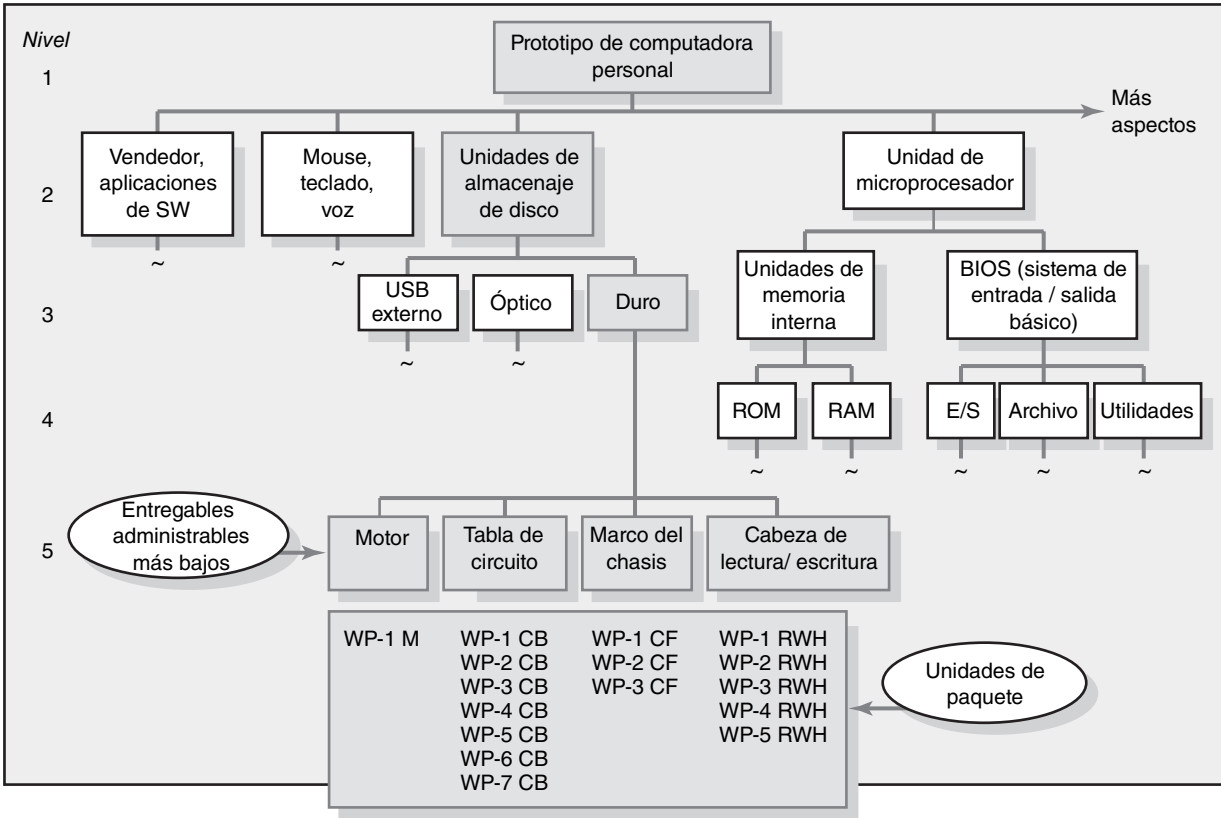 Nivel
1
Prototipo de computadora
personal
Más
aspectos
2
Vendedor,
aplicaciones
de SW
~
Mouse,
teclado,
voz
~
Unidades de
almacenaje
de disco
Unidad de
microprocesador
3
USB
externo
~
Óptico
~
Duro
Unidades de
memoria
interna
BIOS (sistema de
entrada / salida
básico)
4
ROM
~
RAM
~
E/S
~
Archivo
~
Utilidades
~
Entregables
administrables
más bajos
5
Motor
Tabla de
circuito
Marco del
chasis
Cabeza de
lectura/ escritura
WP-1 M
WP-1 CB
WP-2 CB
WP-3 CB
WP-4 CB
WP-5 CB
WP-6 CB
WP-7 CB
WP-1 CF
WP-2 CF
WP-3 CF
WP-1 RWH
WP-2 RWH
WP-3 RWH
WP-4 RWH
WP-5 RWH
Unidades de
paquete